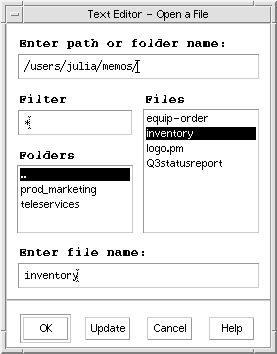 Text Editor - Open a File
Enter path or folder name:
/users/julia/memos/
Filter
*
Files
equip-order
inventory
logo.pm
Q3statusreport
Folders
..
prod_marketing
teleservices
Enter file name:
inventory
OK Update Cancel Help